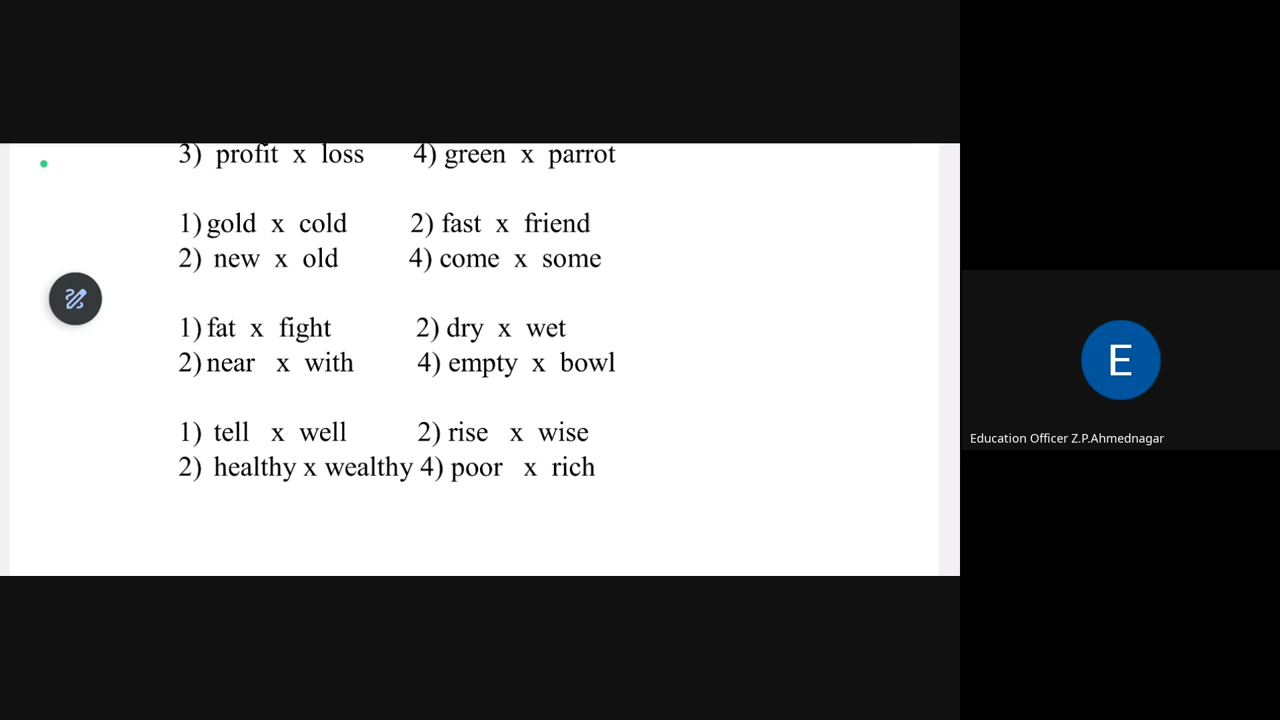 3) profit x loss 4) green x parrot
1) gold x cold 2) fast x friend
2) new x old 4) come x some
1) fat x fight 2) dry x wet
2) near x with 4) empty x bowl
1) tell x well 2) rise x wise
2) healthy x wealthy 4) poor x rich
E
Education Officer Z.P.Ahmednagar